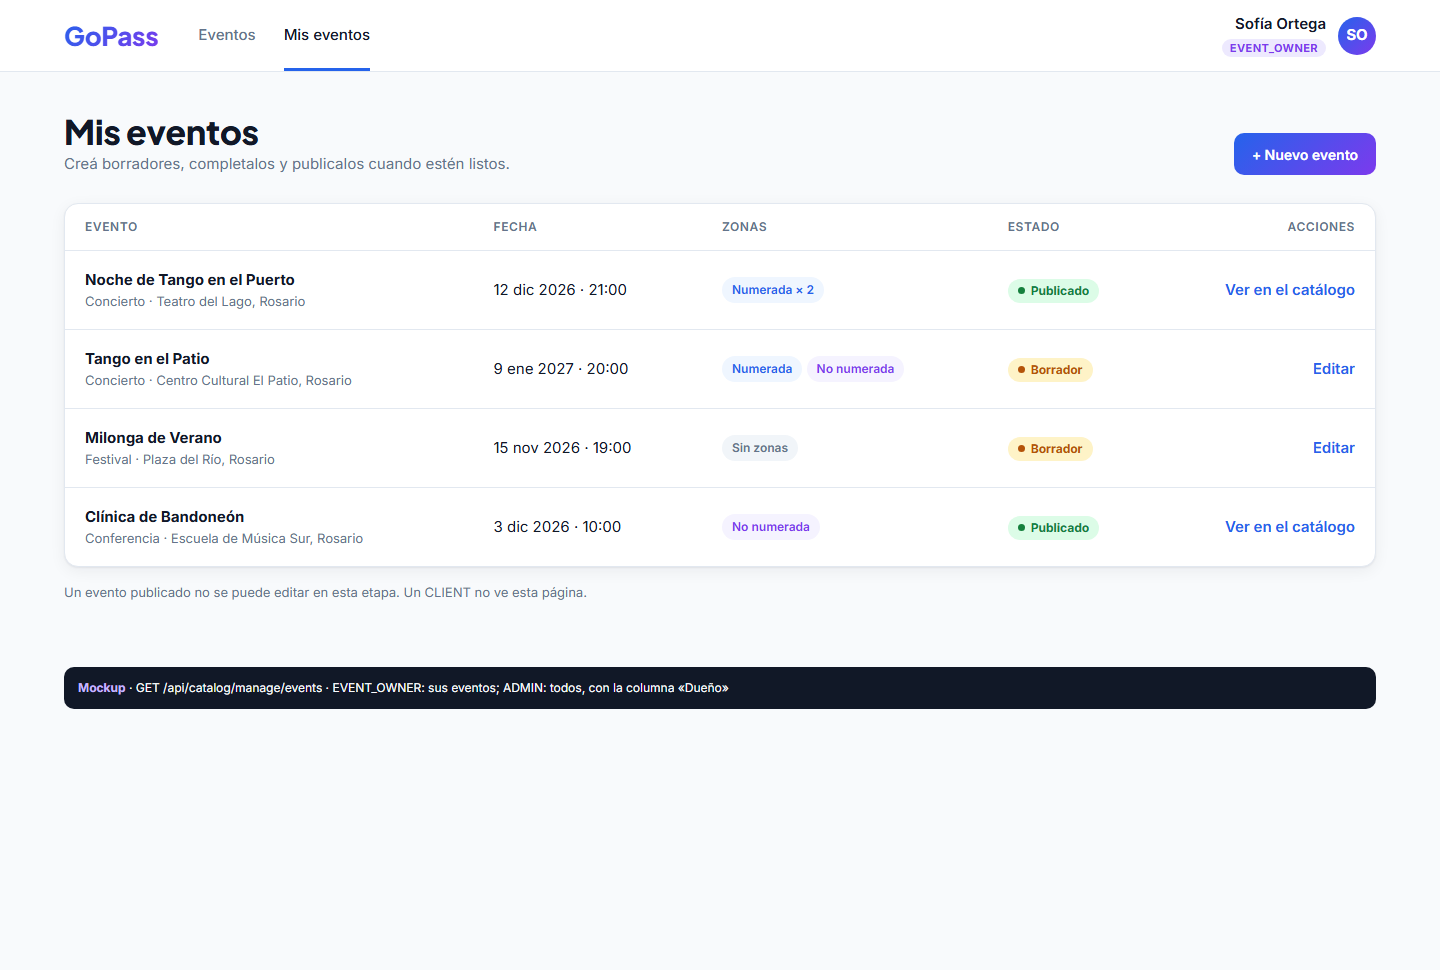 GoPass
Eventos
Mis eventos
Sofía Ortega
EVENT_OWNER
SO
Mis eventos
Creá borradores, completalos y publicalos cuando estén listos.
+ Nuevo evento
EVENTO FECHA ZONAS ESTADO ACCIONES
Noche de Tango en el Puerto
Concierto · Teatro del Lago, Rosario
12 dic 2026 · 21:00
Numerada × 2
Publicado
Ver en el catálogo
Tango en el Patio
Concierto · Centro Cultural El Patio, Rosario
9 ene 2027 · 20:00
Numerada No numerada
Borrador
Editar
Milonga de Verano
Festival · Plaza del Río, Rosario
15 nov 2026 · 19:00
Sin zonas
Borrador
Editar
Clínica de Bandoneón
Conferencia · Escuela de Música Sur, Rosario
3 dic 2026 · 10:00
No numerada
Publicado
Ver en el catálogo
Un evento publicado no se puede editar en esta etapa. Un CLIENT no ve esta página.
Mockup · GET /api/catalog/manage/events · EVENT_OWNER: sus eventos; ADMIN: todos, con la columna «Dueño»